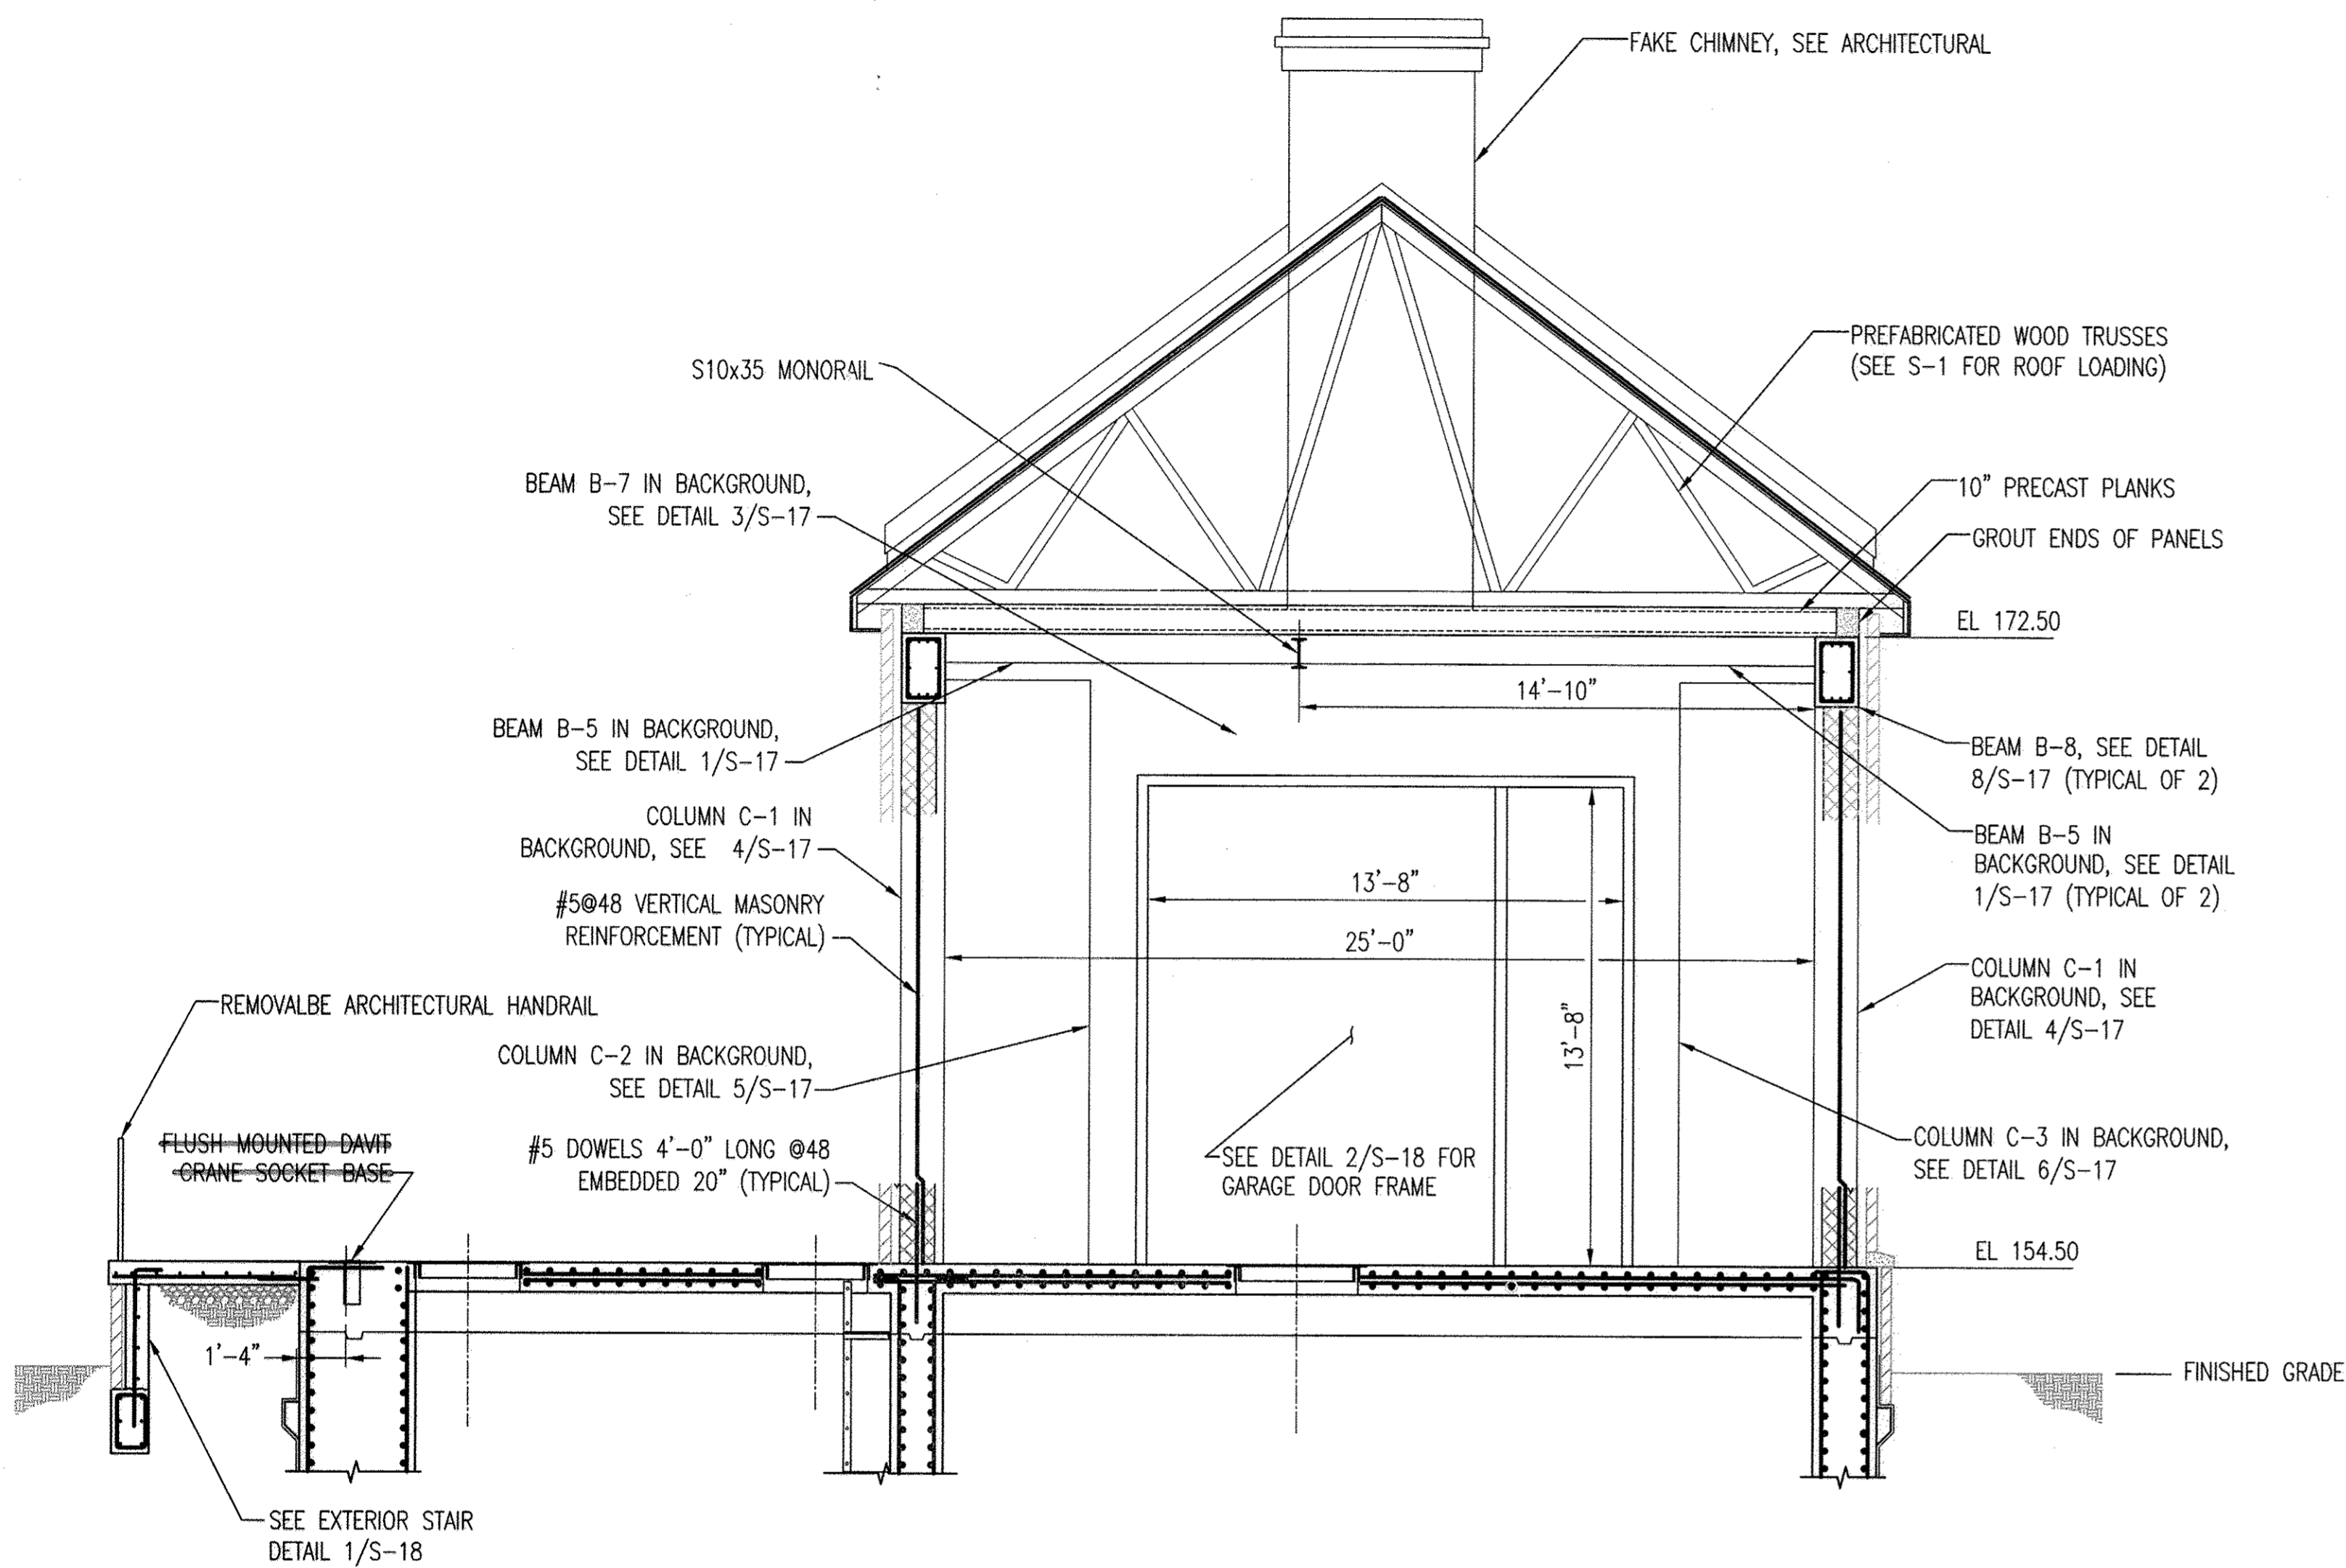 FAKE CHIMNEY, SEE ARCHITECTURAL
PREFABRICATED WOOD TRUSSES
(SEE S-1 FOR ROOF LOADING)
S10x35 MONORAIL
BEAM B-7 IN BACKGROUND,
SEE DETAIL 3/S-17
10" PRECAST PLANKS
GROUT ENDS OF PANELS
EL 172.50
14'-10"
BEAM B-5 IN BACKGROUND,
SEE DETAIL 1/S-17
BEAM B-8, SEE DETAIL
8/S-17 (TYPICAL OF 2)
COLUMN C-1 IN
BACKGROUND, SEE 4/S-17
BEAM B-5 IN
BACKGROUND, SEE DETAIL
1/S-17 (TYPICAL OF 2)
13'-8"
#5@48 VERTICAL MASONRY
REINFORCEMENT (TYPICAL)
25'-0"
COLUMN C-1 IN
BACKGROUND, SEE
DETAIL 4/S-17
REMOVALBE ARCHITECTURAL HANDRAIL
13'-8"
COLUMN C-2 IN BACKGROUND,
SEE DETAIL 5/S-17
FLUSH MOUNTED DAVIT
CRANE SOCKET BASE
#5 DOWELS 4'-0" LONG @48
EMBEDDED 20" (TYPICAL)
SEE DETAIL 2/S-18 FOR
GARAGE DOOR FRAME
COLUMN C-3 IN BACKGROUND,
SEE DETAIL 6/S-17
EL 154.50
1'-4"
FINISHED GRADE
SEE EXTERIOR STAIR
DETAIL 1/S-18